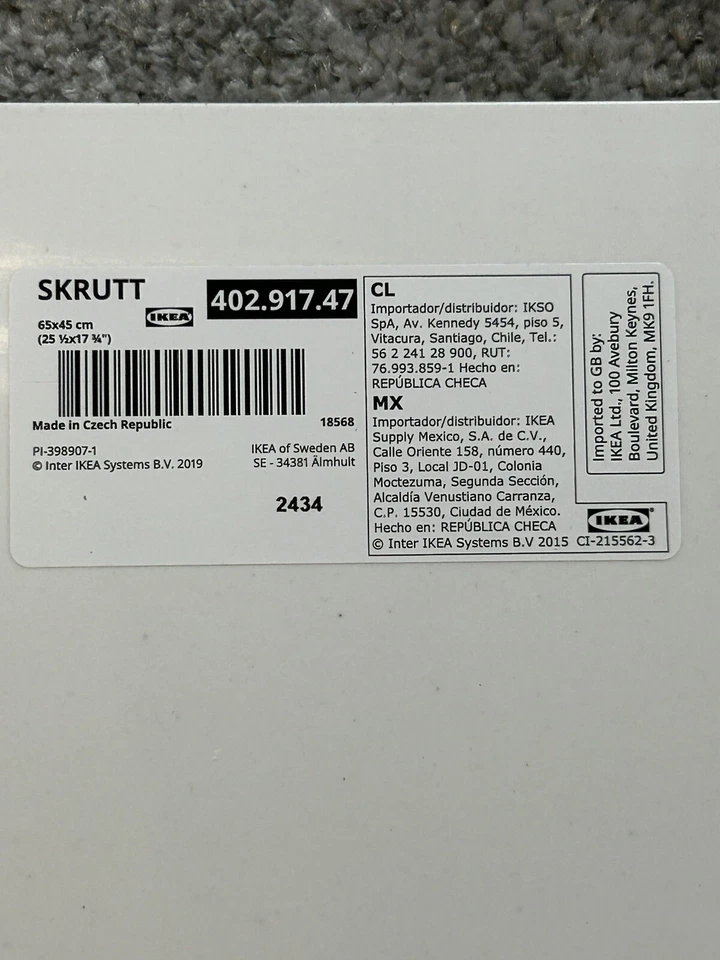 SKRUTT
402.917.47
IKEA
65x45 cm
(25 ½x17 ¾")
Made in Czech Republic
18568
PI-398907-1
© Inter IKEA Systems B.V. 2019
IKEA of Sweden AB
SE - 34381 Älmhult
2434
CL
Importador/distribuidor: IKSO
SpA, Av. Kennedy 5454, piso 5,
Vitacura, Santiago, Chile, Tel.:
56 2 241 28 900, RUT:
76.993.859-1 Hecho en:
REPÚBLICA CHECA
MX
Importador/distribuidor: IKEA
Supply Mexico, S.A. de C.V.,
Calle Oriente 158, número 440,
Piso 3, Local JD-01, Colonia
Moctezuma, Segunda Sección,
Alcaldía Venustiano Carranza,
C.P. 15530, Ciudad de México.
Hecho en: REPÚBLICA CHECA
© Inter IKEA Systems B.V 2015
Imported to GB by:
IKEA Ltd., 100 Avebury
Boulevard, Milton Keynes,
United Kingdom, MK9 1FH.
IKEA
CI-215562-3